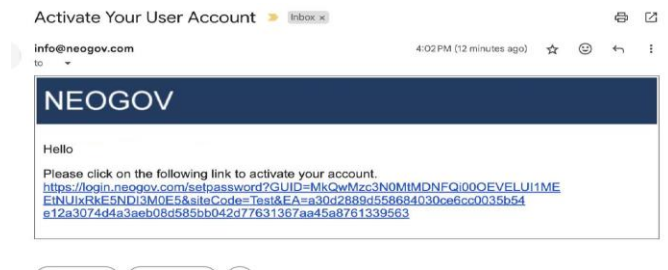 Activate Your User Account
Inbox x
info@neogov.com
4:02 PM (12 minutes ago)
to
NEOGOV
Hello
Please click on the following link to activate your account.
https://login.neogov.com/setpassword?GUID=MkQwMzc3N0MtMDNFQi00OEVELUI1ME
EtNUIxRkE5NDI3M0E5&siteCode=Test&EA=a30d2889d558684030ce6cc0035b54
e12a3074d4a3aeb08d585bb042d77631367aa45a8761339563